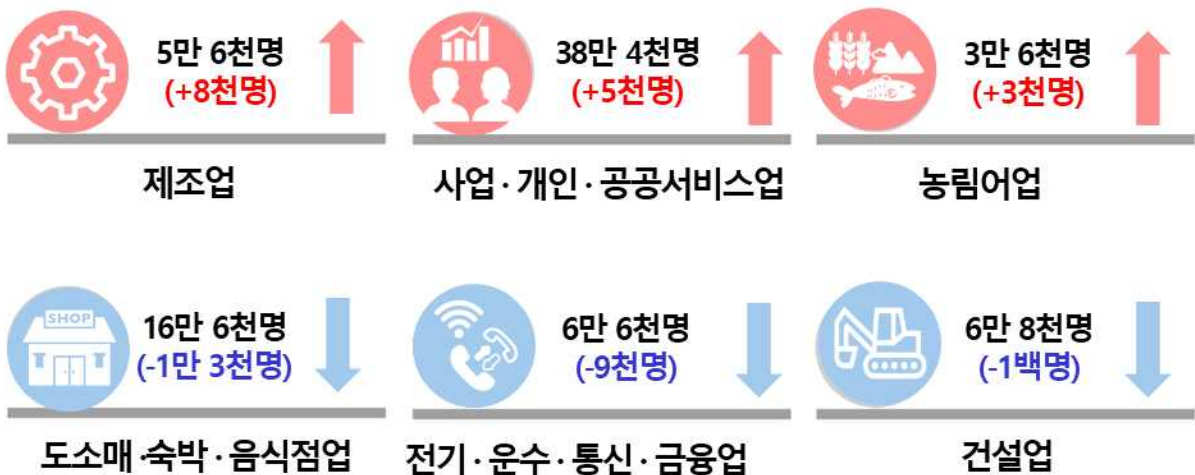 5만 6천명
(+8천명)
제조업
38만 4천명
(+5천명)
사업·개인·공공서비스업
3만 6천명
(+3천명)
농림어업
SHOP
16만 6천명
(-1만 3천명)
도소매·숙박·음식점업
6만 6천명
(-9천명)
전기·운수·통신·금융업
6만 8천명
(-1백명)
건설업